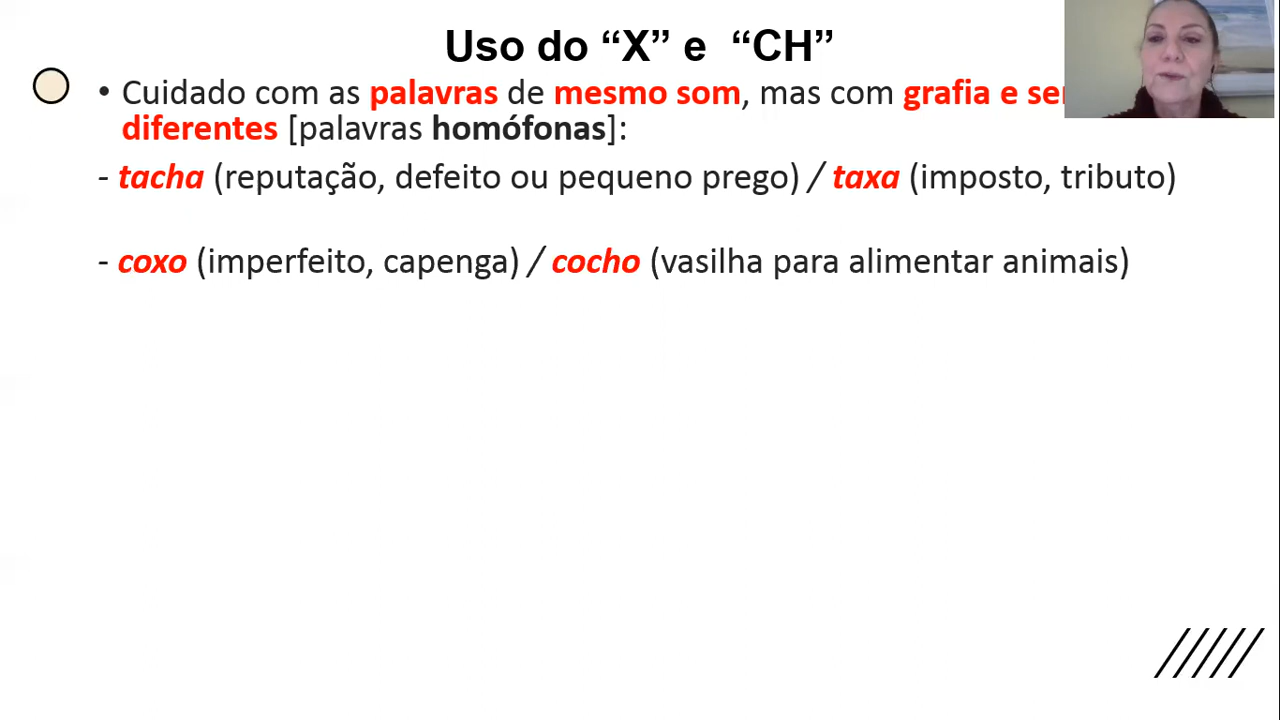 Uso do “X” e “CH”
• Cuidado com as palavras de mesmo som, mas com grafia e
diferentes [palavras homófonas]:
- tacha (reputação, defeito ou pequeno prego) / taxa (imposto, tributo)
- coxo (imperfeito, capenga) / cocho (vasilha para alimentar animais)